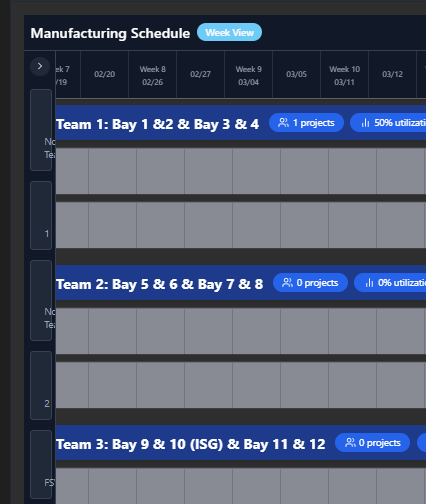 Manufacturing Schedule Week View
ek 7 Week 8 Week 9 Week 10
/19 02/20 02/26 02/27 03/04 03/05 03/11 03/12
Team 1: Bay 1 &2 & Bay 3 & 4 1 projects 50% utilizati
No
Tea
1
Team 2: Bay 5 & 6 & Bay 7 & 8 0 projects 0% utilizati
No
Tea
2
Team 3: Bay 9 & 10 (ISG) & Bay 11 & 12 0 projects
FS